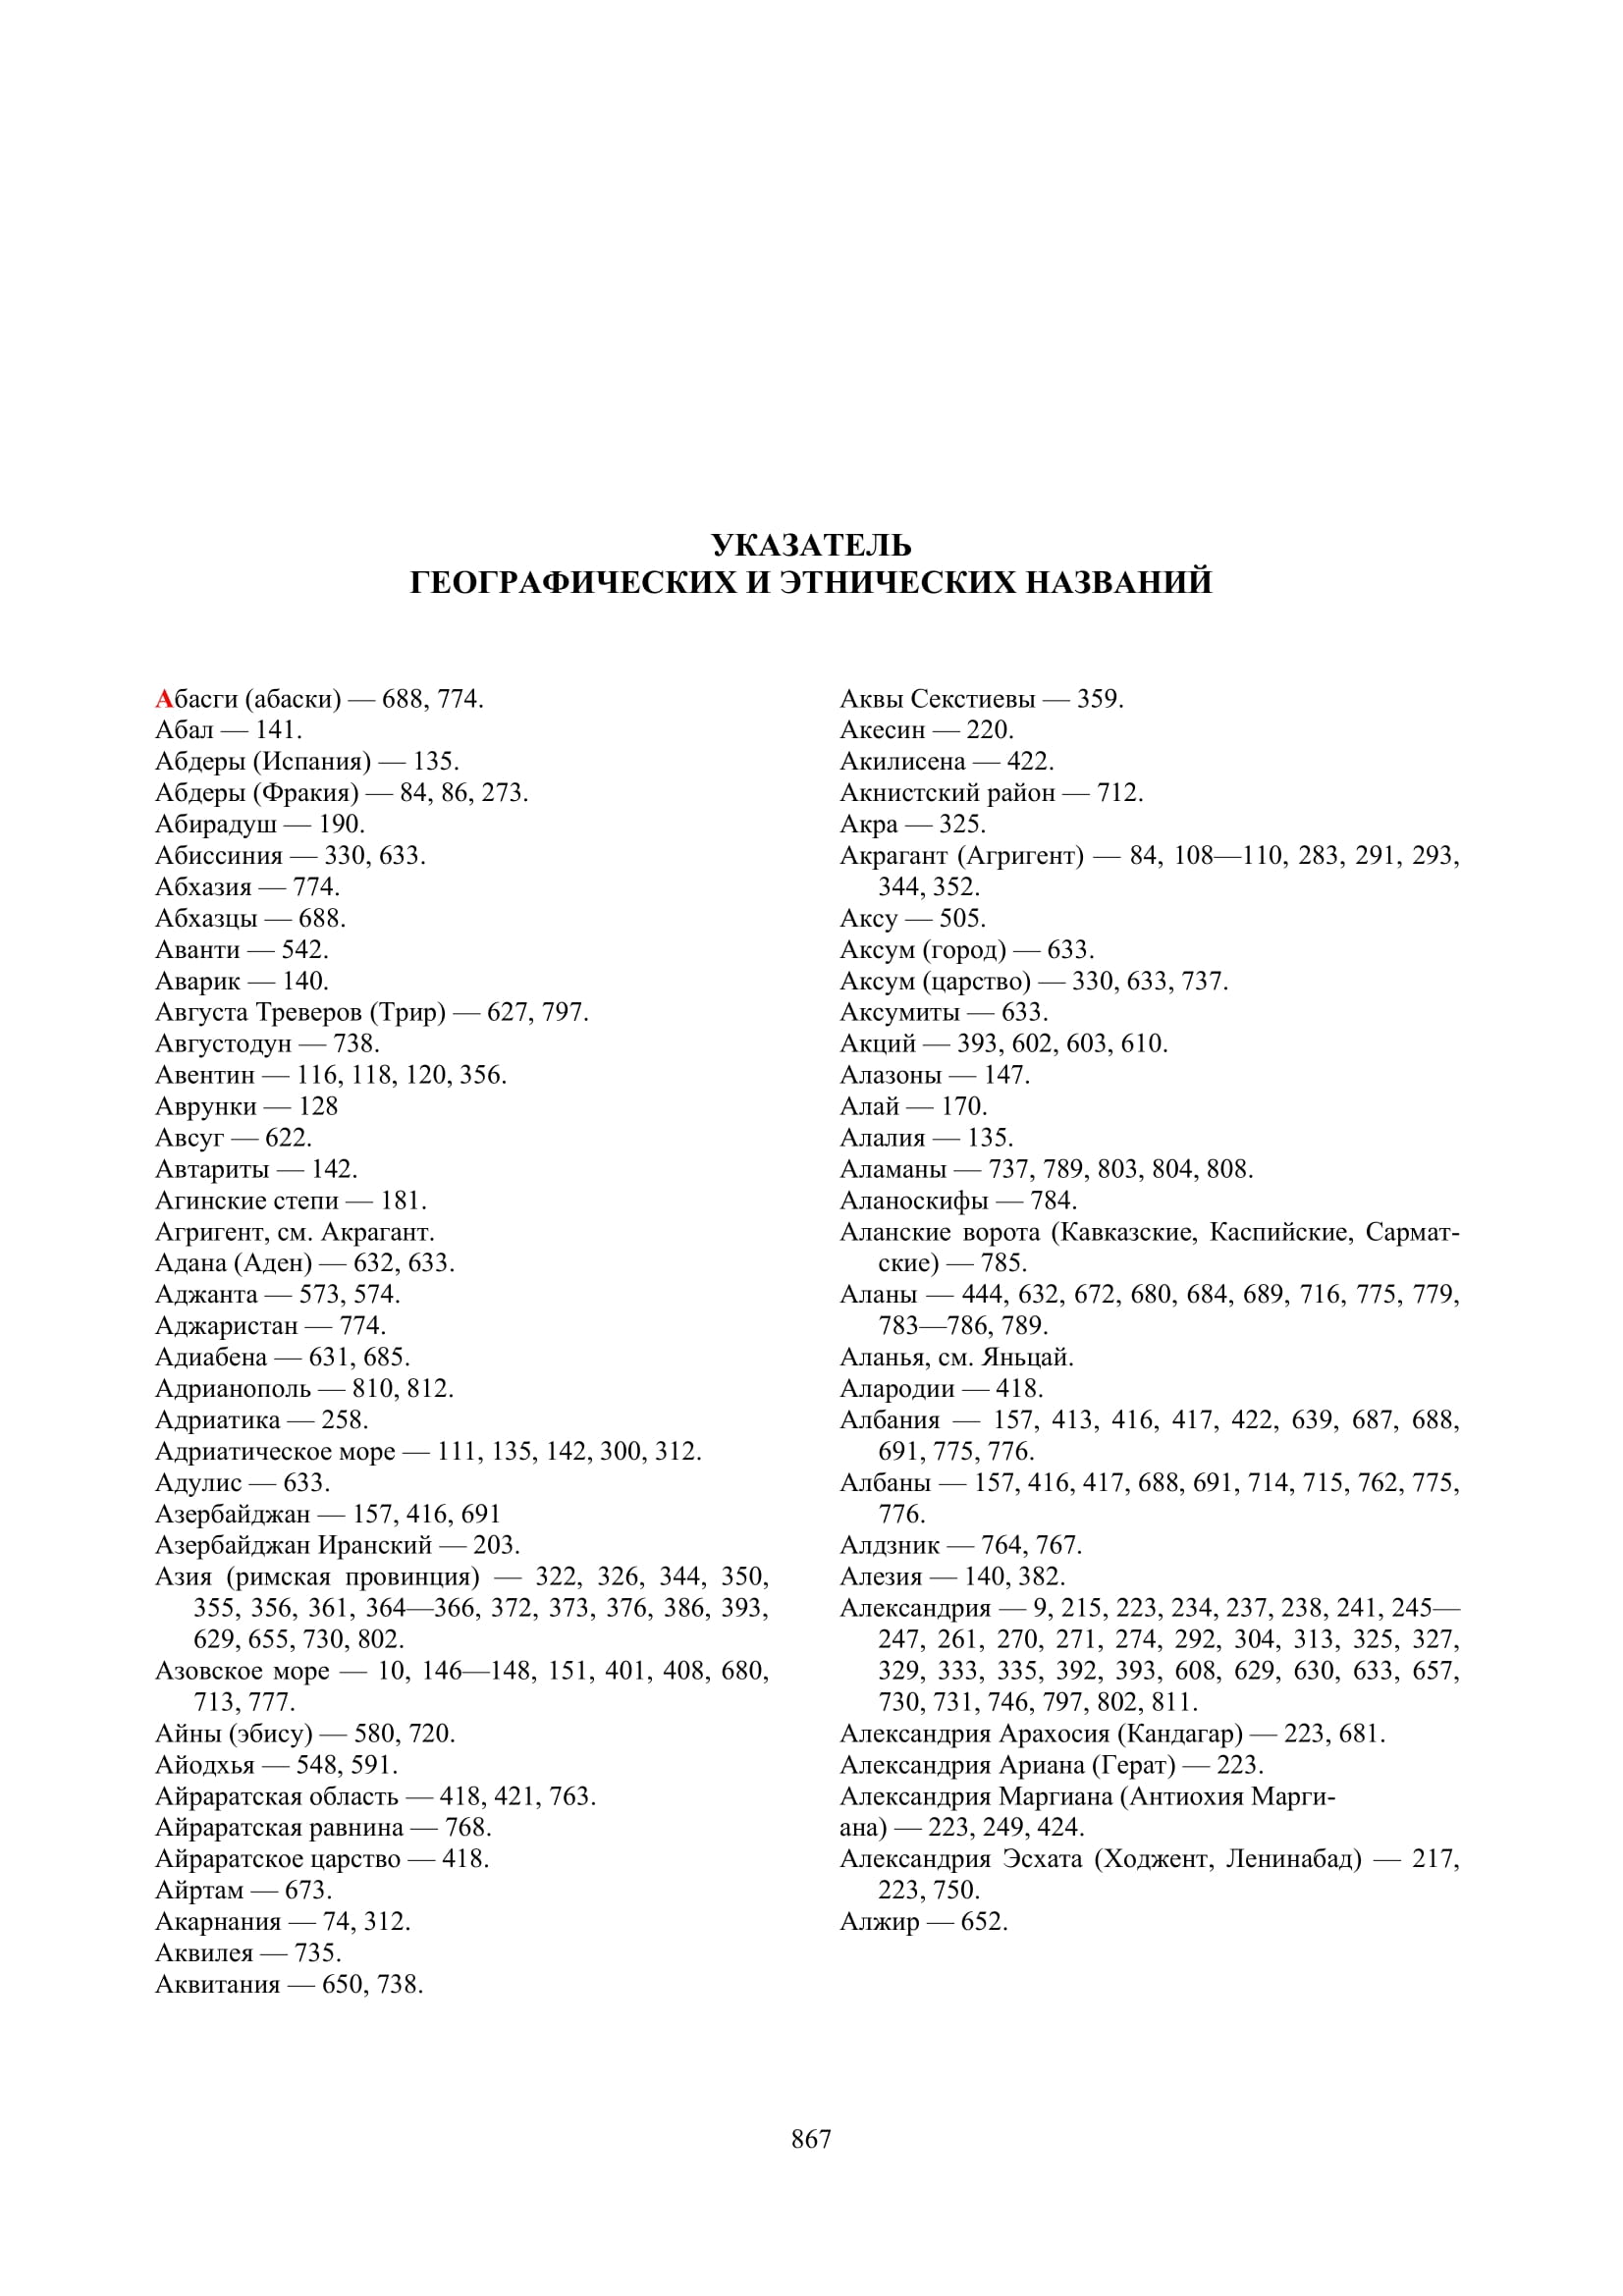 УКАЗАТЕЛЬ
ГЕОГРАФИЧЕСКИХ И ЭТНИЧЕСКИХ НАЗВАНИЙ
Абасги (абаски) — 688, 774.
Абал — 141.
Абдеры (Испания) — 135.
Абдеры (Фракия) — 84, 86, 273.
Абирадуш — 190.
Абиссиния — 330, 633.
Абхазия — 774.
Абхазцы — 688.
Аванти — 542.
Аварик — 140.
Августа Треверов (Трир) — 627, 797.
Августодун — 738.
Авентин — 116, 118, 120, 356.
Аврунки — 128
Авсуг — 622.
Автариты — 142.
Агинские степи — 181.
Агригент, см. Акрагант.
Адана (Аден) — 632, 633.
Аджанта — 573, 574.
Аджаристан — 774.
Адиабена — 631, 685.
Адрианополь — 810, 812.
Адриатика — 258.
Адриатическое море — 111, 135, 142, 300, 312.
Адулис — 633.
Азербайджан — 157, 416, 691
Азербайджан Иранский — 203.
Азия (римская провинция) — 322, 326, 344, 350,
355, 356, 361, 364—366, 372, 373, 376, 386, 393,
629, 655, 730, 802.
Азовское море — 10, 146—148, 151, 401, 408, 680,
713, 777.
Айны (эбису) — 580, 720.
Айодхья — 548, 591.
Айраратская область — 418, 421, 763.
Айраратская равнина — 768.
Айраратское царство — 418.
Айртам — 673.
Акарнания — 74, 312.
Аквилея — 735.
Аквитания — 650, 738.
Аквы Секстиевы — 359.
Акесин — 220.
Акилисена — 422.
Акнистский район — 712.
Акра — 325.
Акрагант (Агригент) — 84, 108—110, 283, 291, 293,
344, 352.
Аксу — 505.
Аксум (город) — 633.
Аксум (царство) — 330, 633, 737.
Аксумиты — 633.
Акций — 393, 602, 603, 610.
Алазоны — 147.
Алай — 170.
Алалия — 135.
Аламаны — 737, 789, 803, 804, 808.
Аланоскифы — 784.
Аланские ворота (Кавказские, Каспийские, Сармат-
ские) — 785.
Аланы — 444, 632, 672, 680, 684, 689, 716, 775, 779,
783—786, 789.
Аланья, см. Яньцай.
Алародии — 418.
Албания — 157, 413, 416, 417, 422, 639, 687, 688,
691, 775, 776.
Албаны — 157, 416, 417, 688, 691, 714, 715, 762, 775,
776.
Алдзник — 764, 767.
Алезия — 140, 382.
Александрия — 9, 215, 223, 234, 237, 238, 241, 245—
247, 261, 270, 271, 274, 292, 304, 313, 325, 327,
329, 333, 335, 392, 393, 608, 629, 630, 633, 657,
730, 731, 746, 797, 802, 811.
Александрия Арахосия (Кандагар) — 223, 681.
Александрия Ариана (Герат) — 223.
Александрия Маргиана (Антиохия Марги-
ана) — 223, 249, 424.
Александрия Эсхата (Ходжент, Ленинабад) — 217,
223, 750.
Алжир — 652.
867